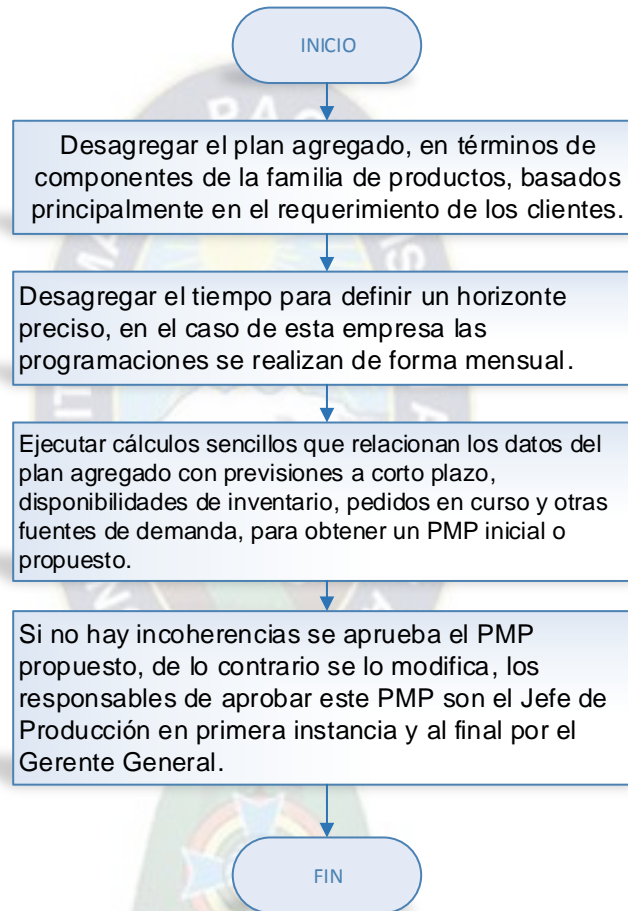 INICIO
Desagregar el plan agregado, en términos de
componentes de la familia de productos, basados
principalmente en el requerimiento de los clientes.
Desagregar el tiempo para definir un horizonte
preciso, en el caso de esta empresa las
programaciones se realizan de forma mensual.
Ejecutar cálculos sencillos que relacionan los datos del
plan agregado con previsiones a corto plazo,
disponibilidades de inventario, pedidos en curso y otras
fuentes de demanda, para obtener un PMP inicial o
propuesto.
Si no hay incoherencias se aprueba el PMP
propuesto, de lo contrario se lo modifica, los
responsables de aprobar este PMP son el Jefe de
Producción en primera instancia y al final por el
Gerente General.
FIN